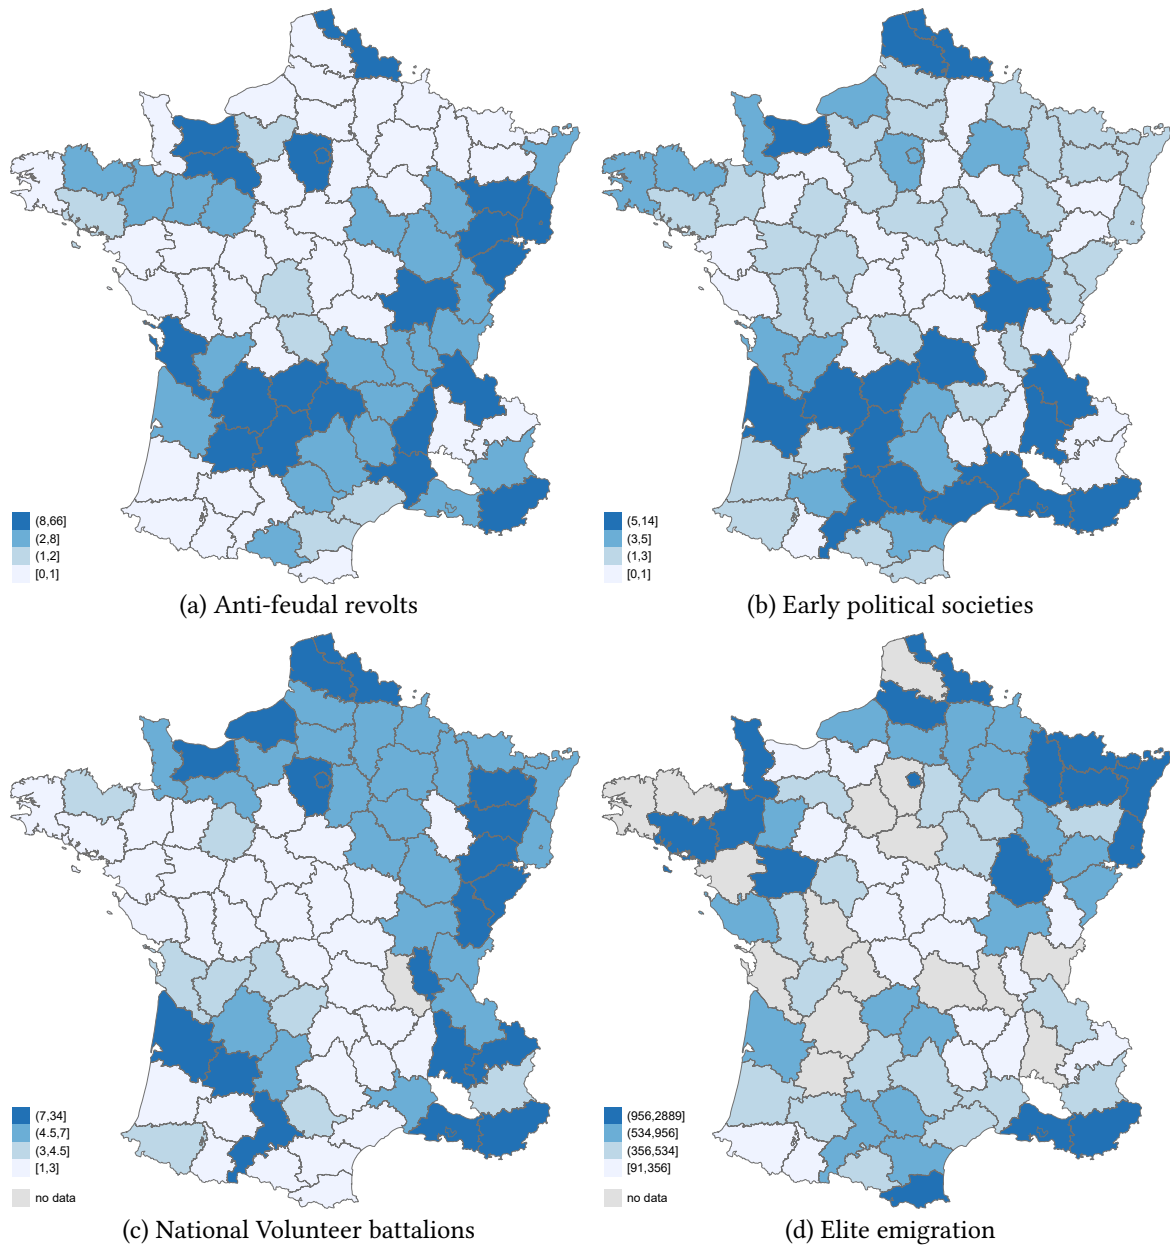 (8,66]
(2,8]
(1,2]
[0,1]
(a) Anti-feudal revolts
(5,14]
(3,5]
(1,3]
[0,1]
(b) Early political societies
(7,34]
(4.5,7]
(3,4.5]
[1,3]
no data
(c) National Volunteer battalions
(956,2889]
(534,956]
(356,534]
[91,356]
no data
(d) Elite emigration